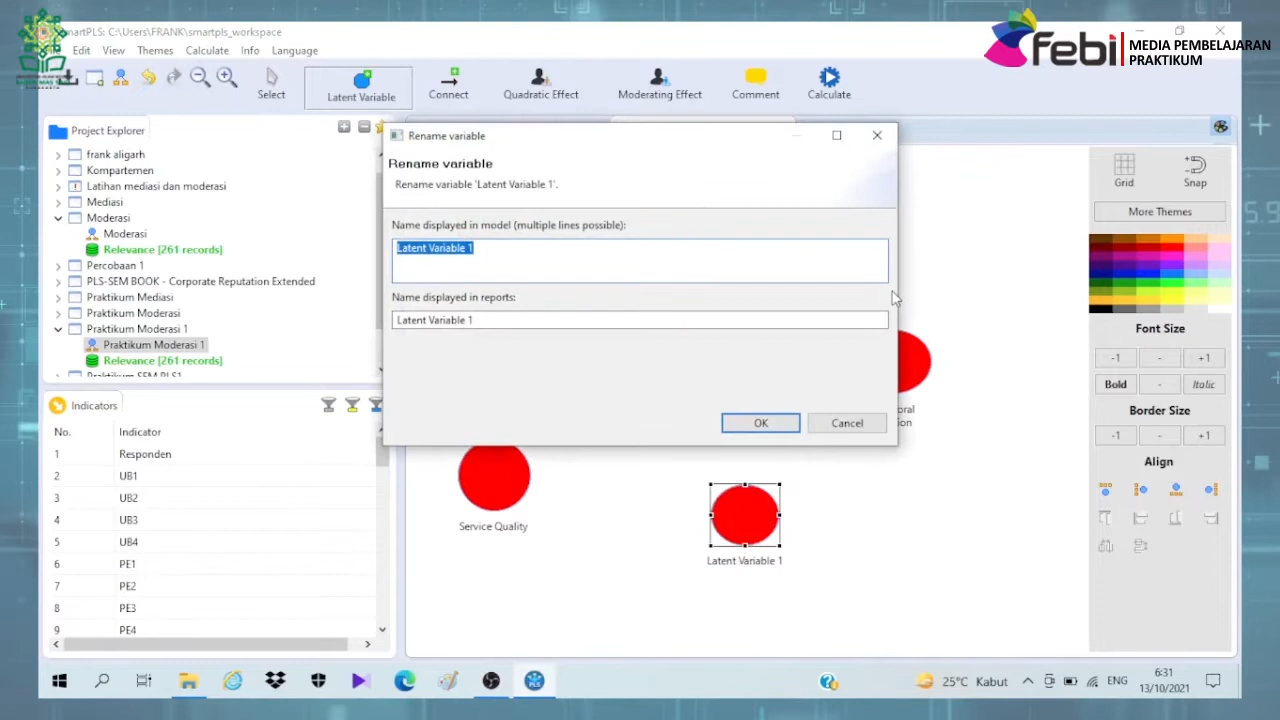 martPLS: C:\Users\FRANK\smartpls_workspace
febi
MEDIA PEMBELAJARAN
PRAKTIKUM
Edit View Themes Calculate Info Language
Select
Latent Variable
Connect
Quadratic Effect
Moderating Effect
Comment
Calculate
Project Explorer
frank aligarh
Kompartemen
Latihan mediasi dan moderasi
Mediasi
Moderasi
Moderasi
Relevance [261 records]
Percobaan 1
PLS-SEM BOOK - Corporate Reputation Extended
Praktikum Mediasi
Praktikum Moderasi
Praktikum Moderasi 1
Praktikum Moderasi 1
Relevance [261 records]
Praktikum SEM PLS1
Indicators
No. Indicator
1 Responden
2 UB1
3 UB2
4 UB3
5 UB4
6 PE1
7 PE2
8 PE3
9 PE4
Rename variable
Rename variable
Rename variable 'Latent Variable 1'.
Name displayed in model (multiple lines possible):
Latent Variable 1
Name displayed in reports:
Latent Variable 1
OK Cancel
oral
ion
Service Quality
Latent Variable 1
Grid Snap
More Themes
Font Size
-1 - +1
Bold - Italic
Border Size
-1 - +1
Align
PLS
25°C Kabut
ENG
6:31
13/10/2021